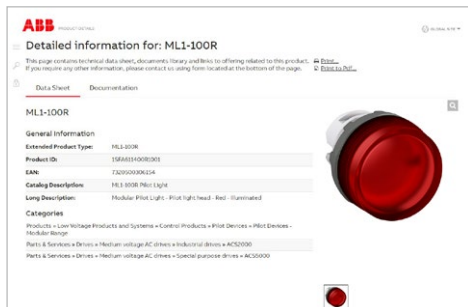 ABB PRODUCT-DETAILS
GLOBAL SITE
Detailed information for: ML1-100R
This page contains technical data sheet, documents library and links to offering related to this product.
If you require any other information, please contact us using form located at the bottom of the page.
Print...
Print to Pdf...
Data Sheet Documentation
ML1-100R
General Information
Extended Product Type: ML1-100R
Product ID: 1SFA611400R1001
EAN:
Catalog Description: ML1-100R Pilot Light
Long Description: Modular Pilot Light - Pilot light head - Red - Illuminated
Categories
Products » Low Voltage Products and Systems » Control Products » Pilot Devices » Pilot Devices -
Modular Range
Parts & Services » Drives » Medium voltage AC drives » Industrial drives » ACS2000
Parts & Services » Drives » Medium voltage AC drives » Special purpose drives » ACS5000